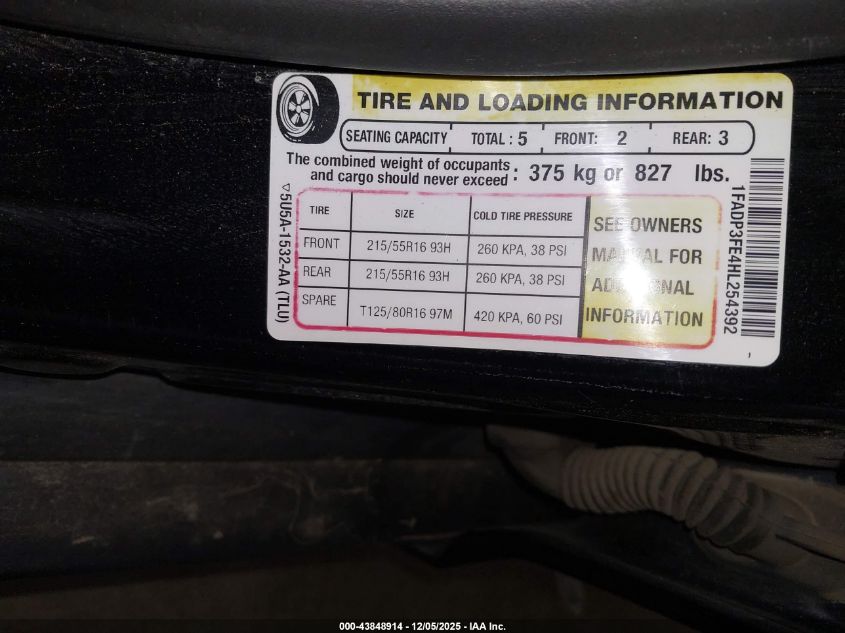 TIRE AND LOADING INFORMATION
SEATING CAPACITY TOTAL : 5 FRONT: 2 REAR: 3
The combined weight of occupants
and cargo should never exceed : 375 kg or 827 lbs.
TIRE SIZE COLD TIRE PRESSURE
FRONT 215/55R16 93H 260 KPA, 38 PSI
REAR 215/55R16 93H 260 KPA, 38 PSI
SPARE T125/80R16 97M 420 KPA, 60 PSI
SEE OWNERS
MANUAL FOR
ADDITIONAL
INFORMATION
5U5A-1532-AA (TLU)
1FADP3FE4HL254392
000-43848914 - 12/05/2025 - IAA Inc.